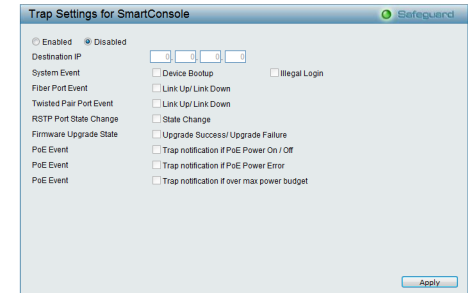 Trap Settings for SmartConsole
Safeguard
Enabled Disabled
Destination IP 0. 0. 0. 0
System Event Device Bootup Illegal Login
Fiber Port Event Link Up/ Link Down
Twisted Pair Port Event Link Up/ Link Down
RSTP Port State Change State Change
Firmware Upgrade State Upgrade Success/ Upgrade Failure
PoE Event Trap notification if PoE Power On / Off
PoE Event Trap notification if PoE Power Error
PoE Event Trap notification if over max power budget
Apply